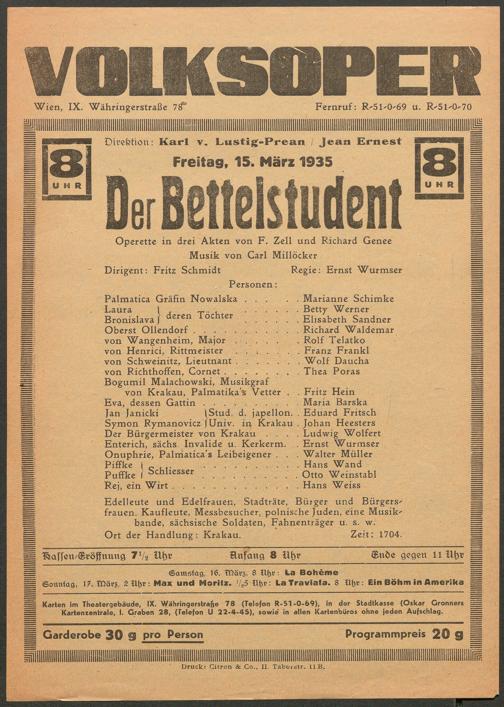 VOLKSOPER
Wien, IX. Währingerstraße 78 Fernruf: R-51-0-69 u. R-51-0-70
8 UHR
Direktion: Karl v. Lustig-Prean / Jean Ernest
8 UHR
Freitag, 15. März 1935
Der Bettelstudent
Operette in drei Akten von F. Zell und Richard Genee
Musik von Carl Millöcker
Dirigent: Fritz Schmidt Regie: Ernst Wurmser
Personen:
Palmatica Gräfin Nowalska . . . . . Marianne Schimke
Laura } deren Töchter . . . . . . Betty Werner
Bronislava } . . . . . . Elisabeth Sandner
Oberst Ollendorf . . . . . . . . Richard Waldemar
von Wangenheim, Major . . . . . . Rolf Telatko
von Henrici, Rittmeister . . . . . . Franz Frankl
von Schweinitz, Lieutnant . . . . . Wolf Daucha
von Richthoffen, Cornet . . . . . . Thea Poras
Bogumil Malachowski, Musikgraf
von Krakau, Palmatika's Vetter . . Fritz Hein
Eva, dessen Gattin . . . . . . . Maria Barska
Jan Janicki } Stud. d. jagellon. . Eduard Fritsch
Symon Rymanovicz } Univ. in Krakau . Johan Heesters
Der Bürgermeister von Krakau . . . Ludwig Wolfert
Enterich, sächs. Invalide u. Kerkerm. . Ernst Wurmser
Onuphrie, Palmatica's Leibeigener . . Walter Müller
Piffke } Schliesser . . . . . . Hans Wand
Puffke } . . . . . . Otto Weinstabl
Rej, ein Wirt . . . . . . . . . Hans Weiss
Edelleute und Edelfrauen, Stadträte, Bürger und Bürgers-
frauen, Kaufleute, Messbesucher, polnische Juden, eine Musik-
bande, sächsische Soldaten, Fahnenträger u. s. w.
Ort der Handlung: Krakau. Zeit: 1704.
Kassen-Eröffnung 7½ Uhr Anfang 8 Uhr Ende gegen 11 Uhr
Samstag, 16. März, 8 Uhr: La Bohème
Sonntag, 17. März, 2 Uhr: Max und Moritz. ½5 Uhr: La Traviata. 8 Uhr: Ein Böhm in Amerika
Karten im Theatergebäude, IX. Währingerstraße 78 (Telefon R-51-0-69), in der Stadtkasse (Oskar Gronners
Kartenzentrale, I. Graben 28, (Telefon U 22-4-45), sowie in allen Kartenbüros ohne jeden Aufschlag.
Garderobe 30 g pro Person Programmpreis 20 g
Druck: Citron & Co., II. Taborstr. 11 B.